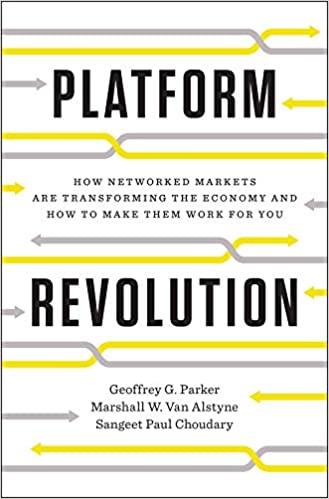 PLATFORM
HOW NETWORKED MARKETS
ARE TRANSFORMING THE ECONOMY AND
HOW TO MAKE THEM WORK FOR YOU
REVOLUTION
Geoffrey G. Parker
Marshall W. Van Alstyne
Sangeet Paul Choudary